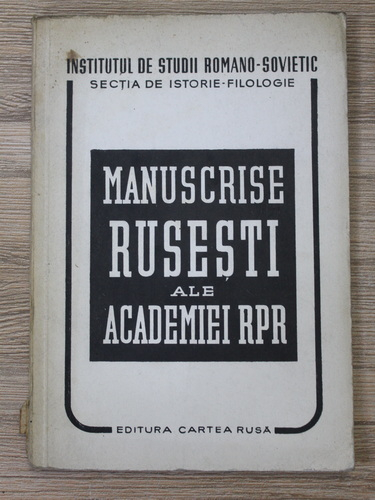 INSTITUTUL DE STUDII ROMANO-SOVIETIC
SECȚIA DE ISTORIE-FILOLOGIE
MANUSCRISE
RUSEȘTI
ALE
ACADEMIEI RPR
EDITURA CARTEA RUSĂ